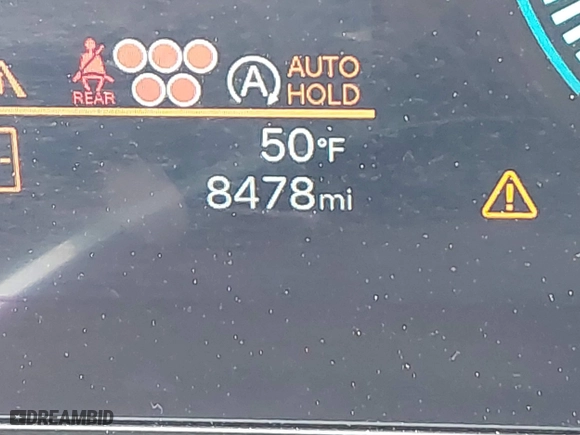 REAR
A
AUTO
HOLD
50°F
8478mi
DREAMBID